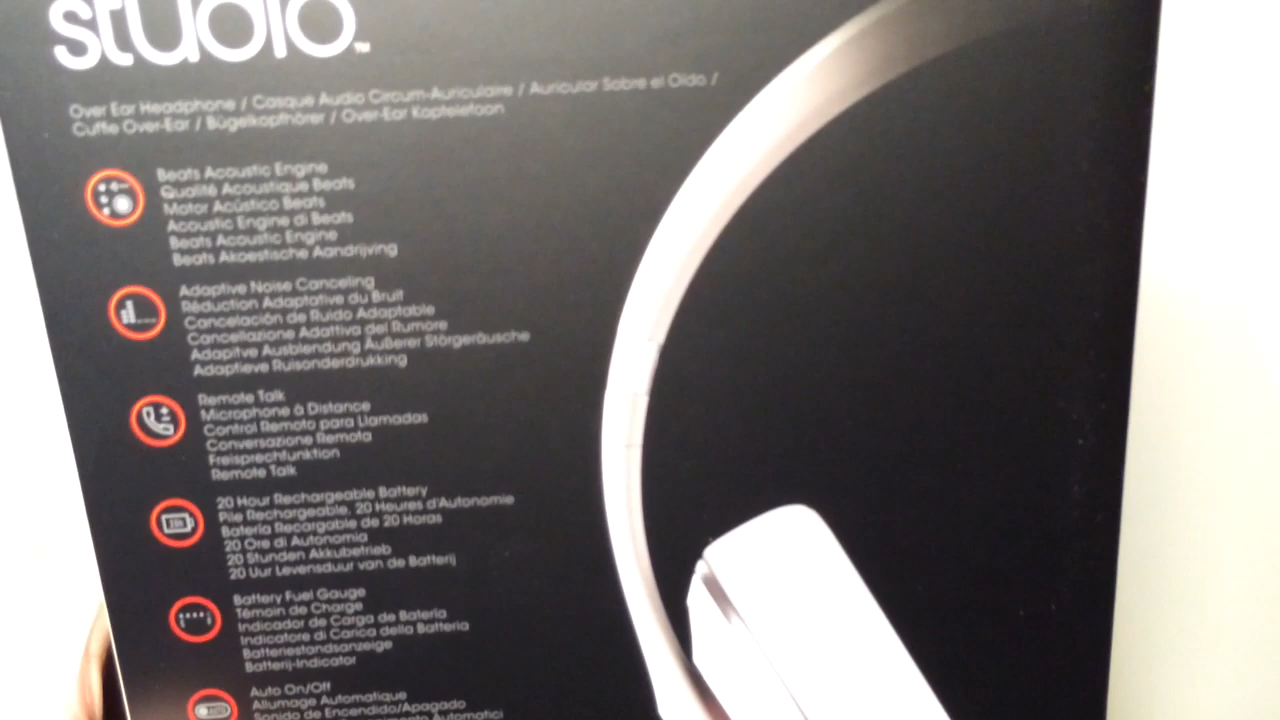 studio™
Over Ear Headphone / Casque Audio Circum-Auriculaire / Auricular Sobre el Oído /
Cuffie Over-Ear / Bügelkopfhörer / Over-Ear Koptelefoon
Beats Acoustic Engine
Qualité Acoustique Beats
Motor Acústico Beats
Acoustic Engine di Beats
Beats Acoustic Engine
Beats Akoestische Aandrijving
Adaptive Noise Canceling
Réduction Adaptative du Bruit
Cancelación de Ruido Adaptable
Cancellazione Adattiva del Rumore
Adapitve Ausblendung Äußerer Störgeräusche
Adaptieve Ruisonderdrukking
Remote Talk
Microphone à Distance
Control Remoto para Llamadas
Conversazione Remota
Freisprechfunktion
Remote Talk
20 Hour Rechargeable Battery
Pile Rechargeable, 20 Heures d'Autonomie
Batería Recargable de 20 Horas
20 Ore di Autonomia
20 Stunden Akkubetrieb
20 Uur Levensduur van de Batterij
Battery Fuel Gauge
Témoin de Charge
Indicador de Carga de Batería
Indicatore di Carica della Batteria
Batteriestandsanzeige
Batterij-Indicator
Auto On/Off
AUTO
Allumage Automatique
Sonido de Encendido/Apagado
Automatici